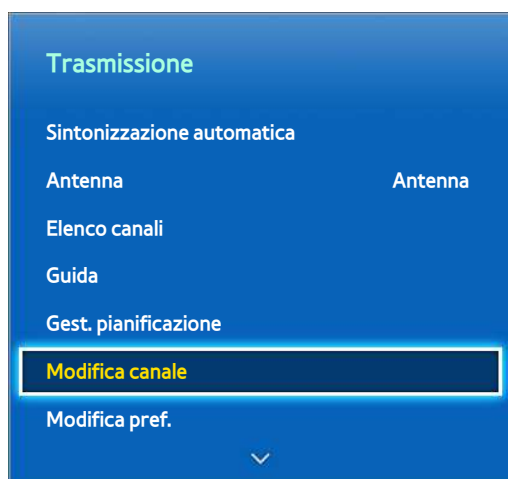 Trasmissione
Sintonizzazione automatica
Antenna Antenna
Elenco canali
Guida
Gest. pianificazione
Modifica canale
Modifica pref.